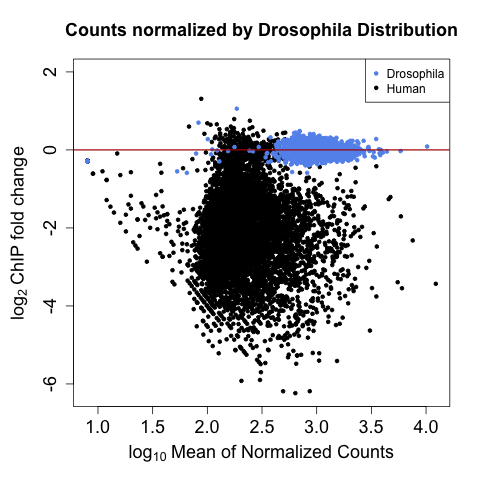 Counts normalized by Drosophila Distribution
Drosophila
Human
log2 ChIP fold change
2
0
-2
-4
-6
1.0 1.5 2.0 2.5 3.0 3.5 4.0
log10 Mean of Normalized Counts